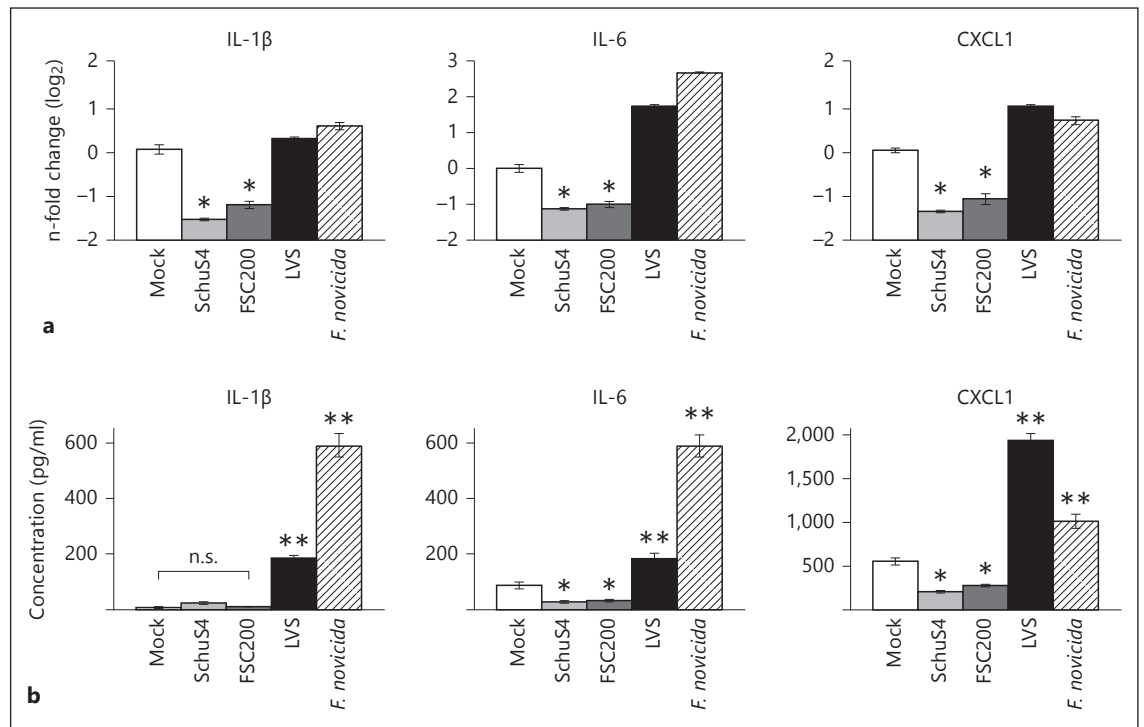 IL-1β
IL-6
CXCL1
n-fold change (log2)
2
1
0
–1
–2
*
*
Mock
SchuS4
FSC200
LVS
F. novicida
3
2
1
0
–1
–2
*
*
Mock
SchuS4
FSC200
LVS
F. novicida
2
1
0
–1
–2
*
*
Mock
SchuS4
FSC200
LVS
F. novicida
a
IL-1β
IL-6
CXCL1
Concentration (pg/ml)
600
400
200
n.s.
**
**
Mock
SchuS4
FSC200
LVS
F. novicida
600
400
200
*
*
**
**
Mock
SchuS4
FSC200
LVS
F. novicida
2,000
1,500
1,000
500
*
*
**
**
Mock
SchuS4
FSC200
LVS
F. novicida
b